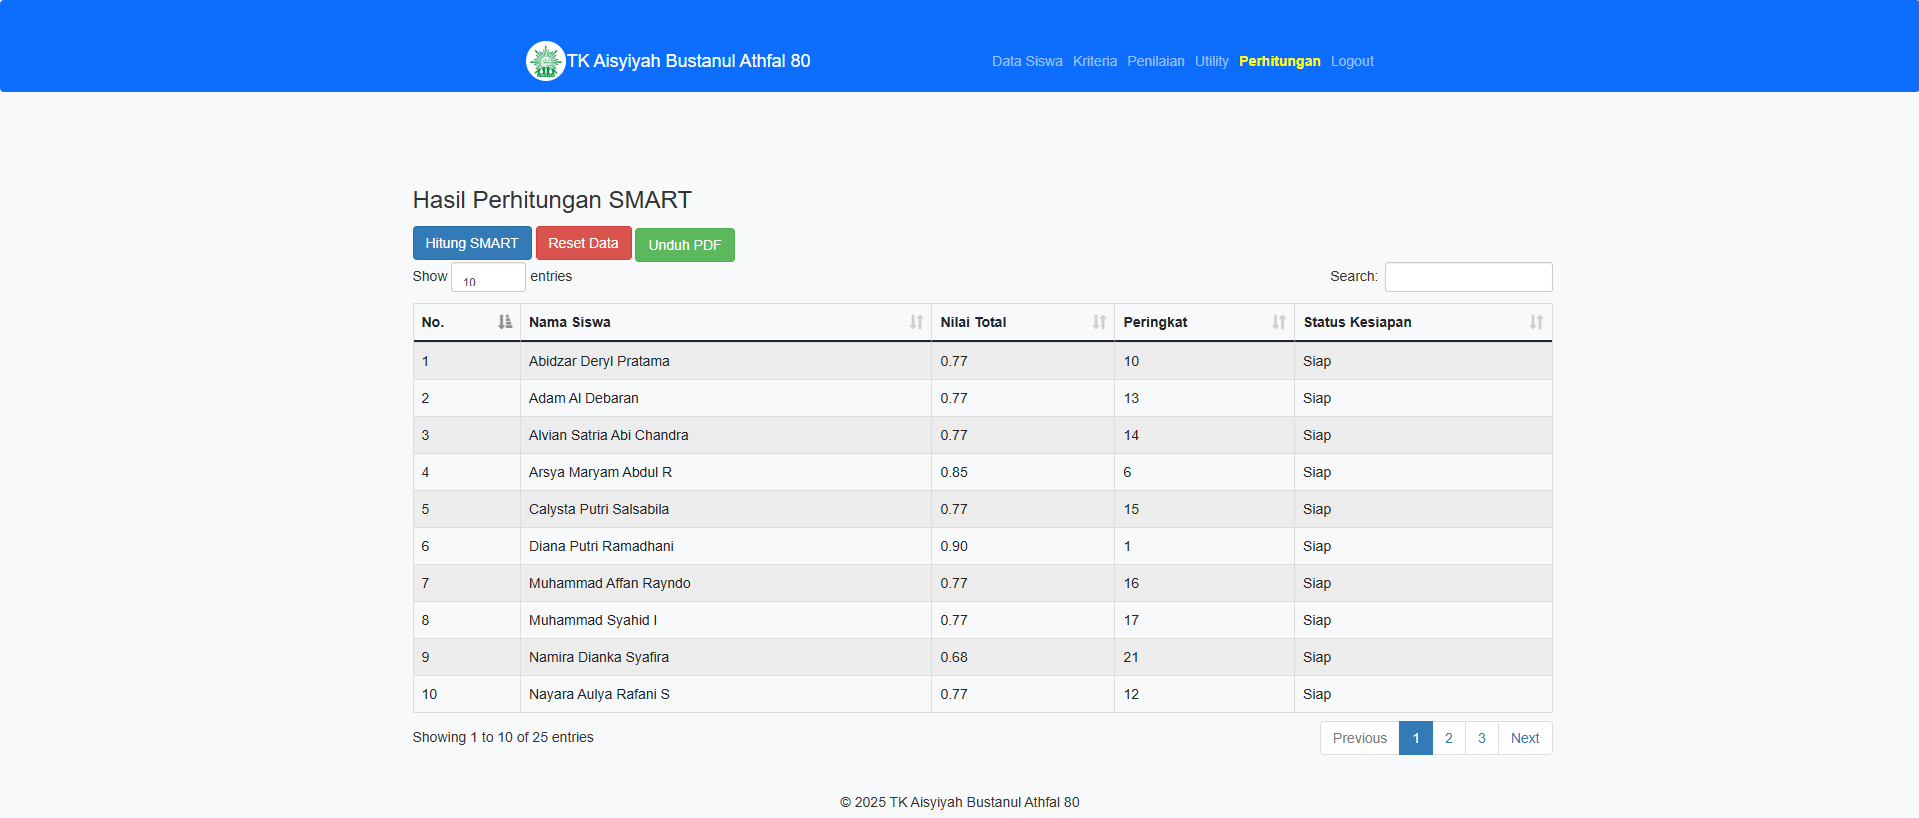 TK Aisyiyah Bustanul Athfal 80
Data Siswa Kriteria Penilaian Utility Perhitungan Logout
Hasil Perhitungan SMART
Hitung SMART Reset Data Unduh PDF
Show 10 entries Search:
No. Nama Siswa Nilai Total Peringkat Status Kesiapan
1 Abidzar Deryl Pratama 0.77 10 Siap
2 Adam Al Debaran 0.77 13 Siap
3 Alvian Satria Abi Chandra 0.77 14 Siap
4 Arsya Maryam Abdul R 0.85 6 Siap
5 Calysta Putri Salsabila 0.77 15 Siap
6 Diana Putri Ramadhani 0.90 1 Siap
7 Muhammad Affan Rayndo 0.77 16 Siap
8 Muhammad Syahid I 0.77 17 Siap
9 Namira Dianka Syafira 0.68 21 Siap
10 Nayara Aulya Rafani S 0.77 12 Siap
Showing 1 to 10 of 25 entries Previous 1 2 3 Next
© 2025 TK Aisyiyah Bustanul Athfal 80